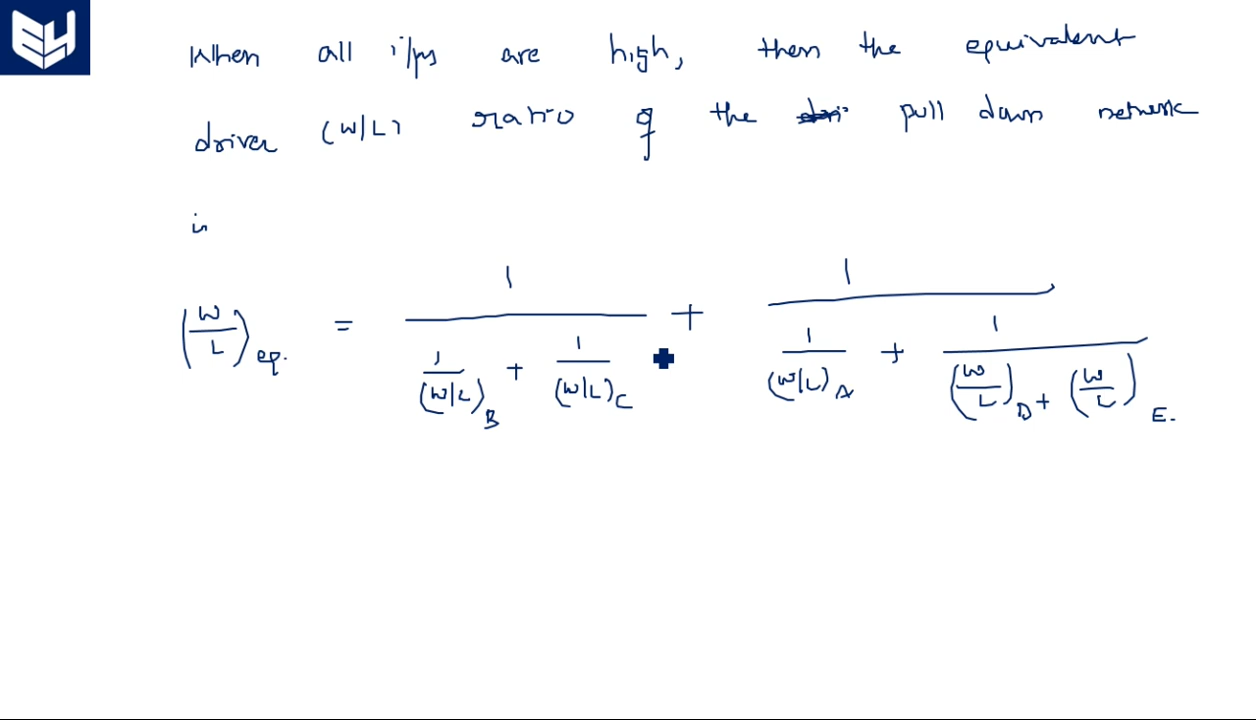 When all i/ps are high, then the equivalent
driver (W/L) ratio of the pull down network
is
(W/L)eq. = 1 / (1/(W/L)B + 1/(W/L)C) + 1 / (1/(W/L)A + 1/((W/L)D + (W/L)E.))